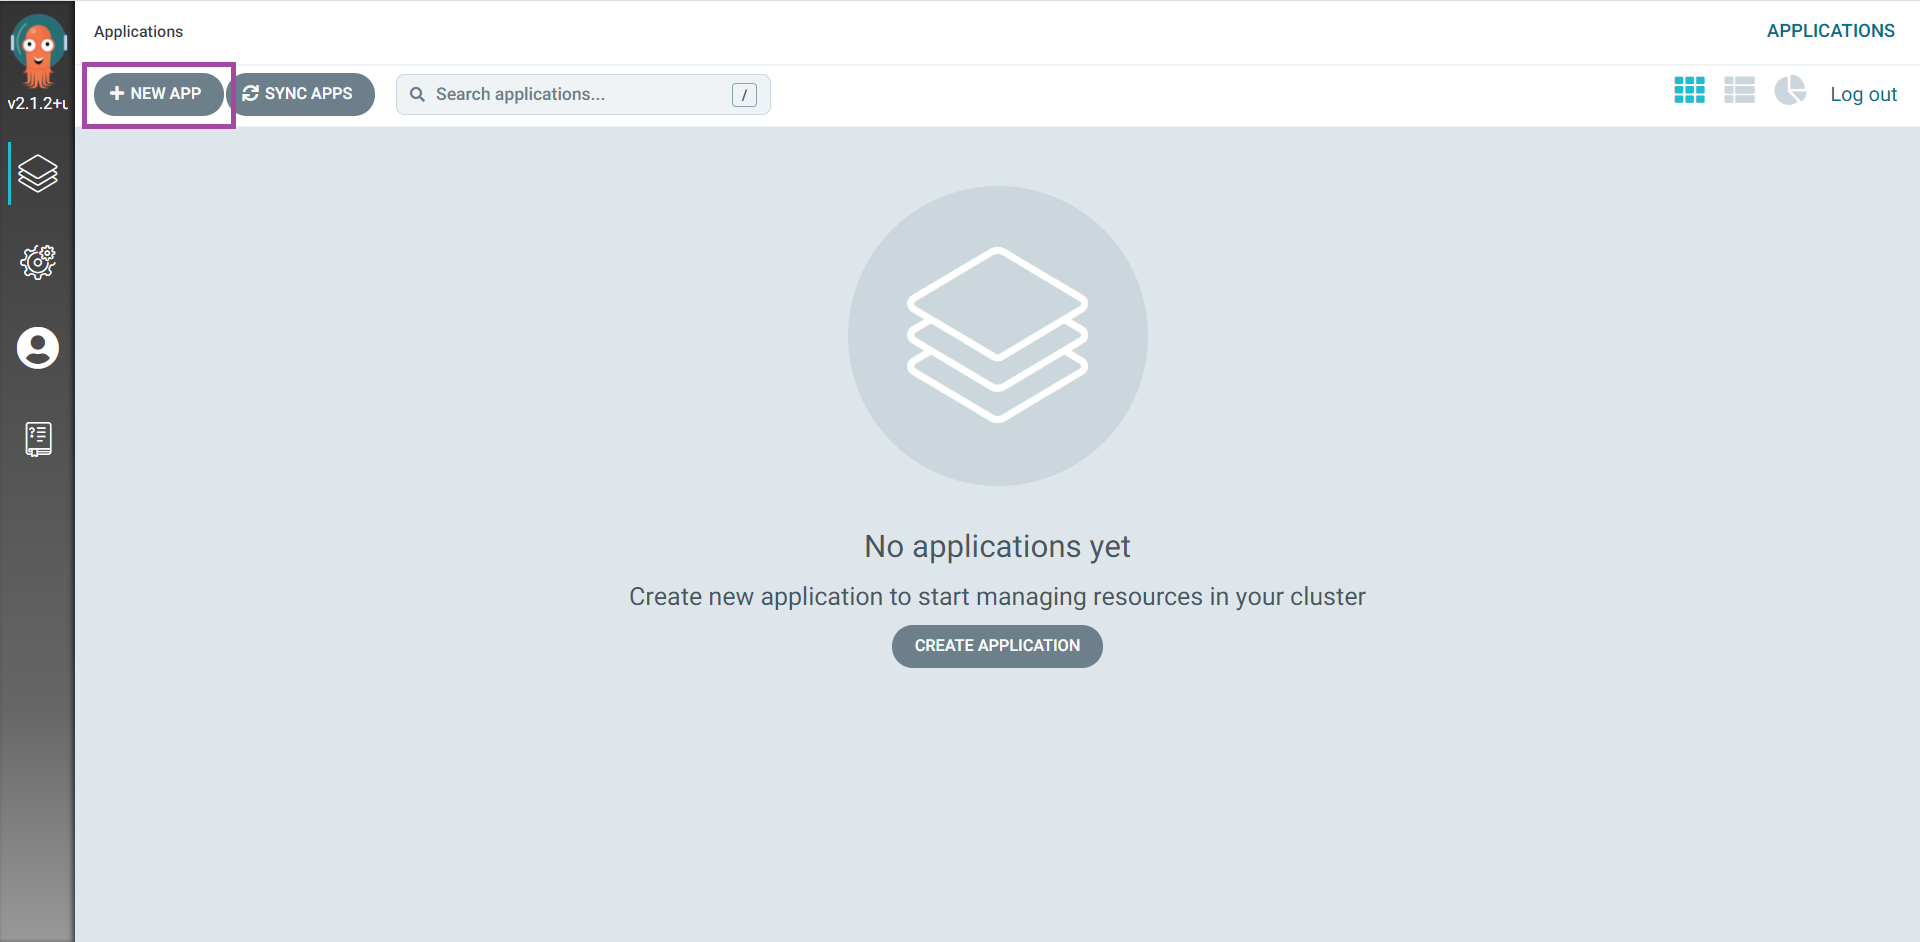 Applications
APPLICATIONS
v2.1.2+u
NEW APP
SYNC APPS
Search applications...
/
Log out
No applications yet
Create new application to start managing resources in your cluster
CREATE APPLICATION